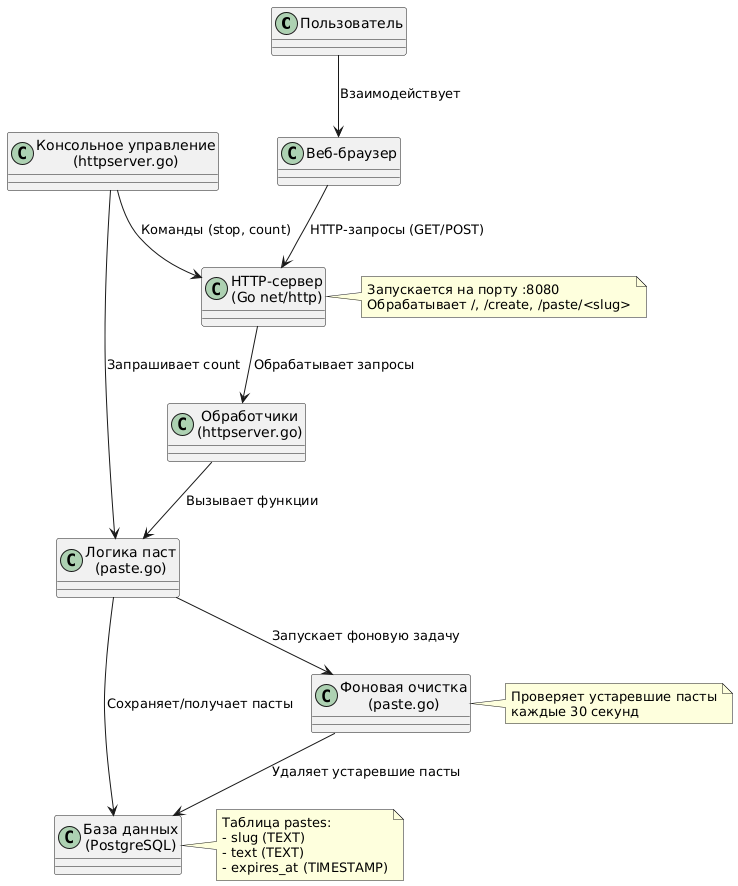 C Пользователь
Взаимодействует
C Консольное управление
(httpserver.go)
C Веб-браузер
Команды (stop, count)
HTTP-запросы (GET/POST)
C HTTP-сервер
(Go net/http)
Запускается на порту :8080
Обрабатывает /, /create, /paste/<slug>
Запрашивает count
Обрабатывает запросы
C Обработчики
(httpserver.go)
Вызывает функции
C Логика паст
(paste.go)
Запускает фоновую задачу
Сохраняет/получает пасты
C Фоновая очистка
(paste.go)
Проверяет устаревшие пасты
каждые 30 секунд
Удаляет устаревшие пасты
C База данных
(PostgreSQL)
Таблица pastes:
- slug (TEXT)
- text (TEXT)
- expires_at (TIMESTAMP)